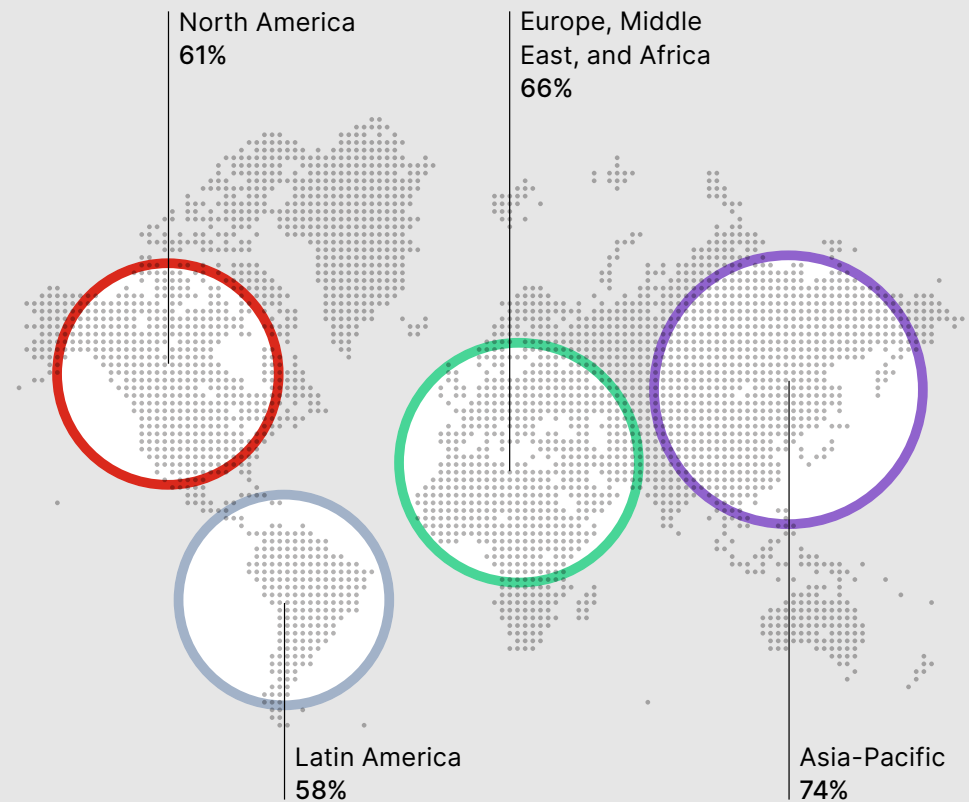 North America
61%
Europe, Middle
East, and Africa
66%
Latin America
58%
Asia-Pacific
74%